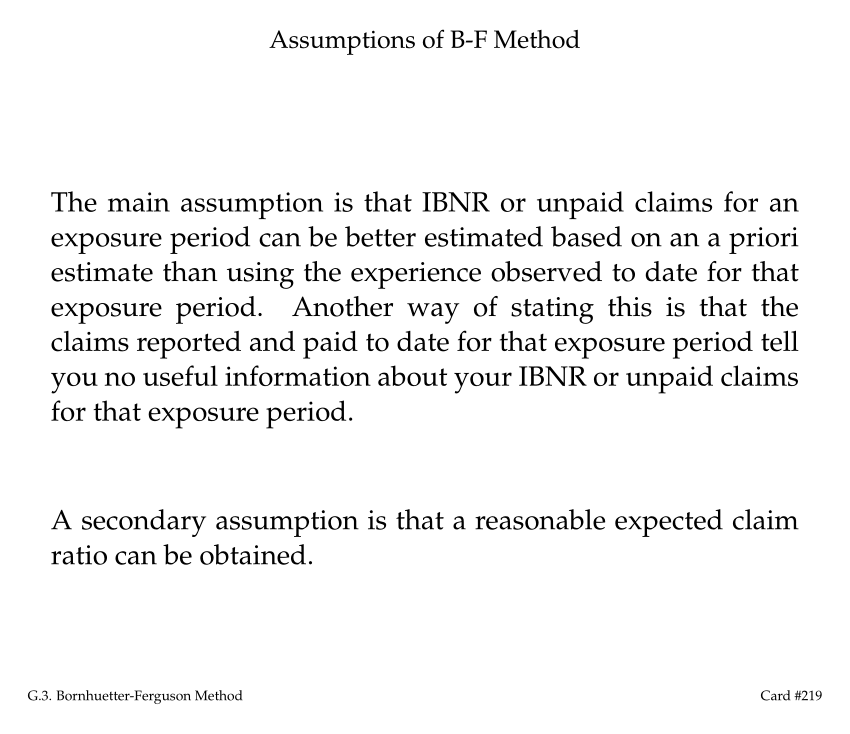 Assumptions of B-F Method
The main assumption is that IBNR or unpaid claims for an
exposure period can be better estimated based on an a priori
estimate than using the experience observed to date for that
exposure period. Another way of stating this is that the
claims reported and paid to date for that exposure period tell
you no useful information about your IBNR or unpaid claims
for that exposure period.
A secondary assumption is that a reasonable expected claim
ratio can be obtained.
G.3. Bornhuetter-Ferguson Method
Card #219